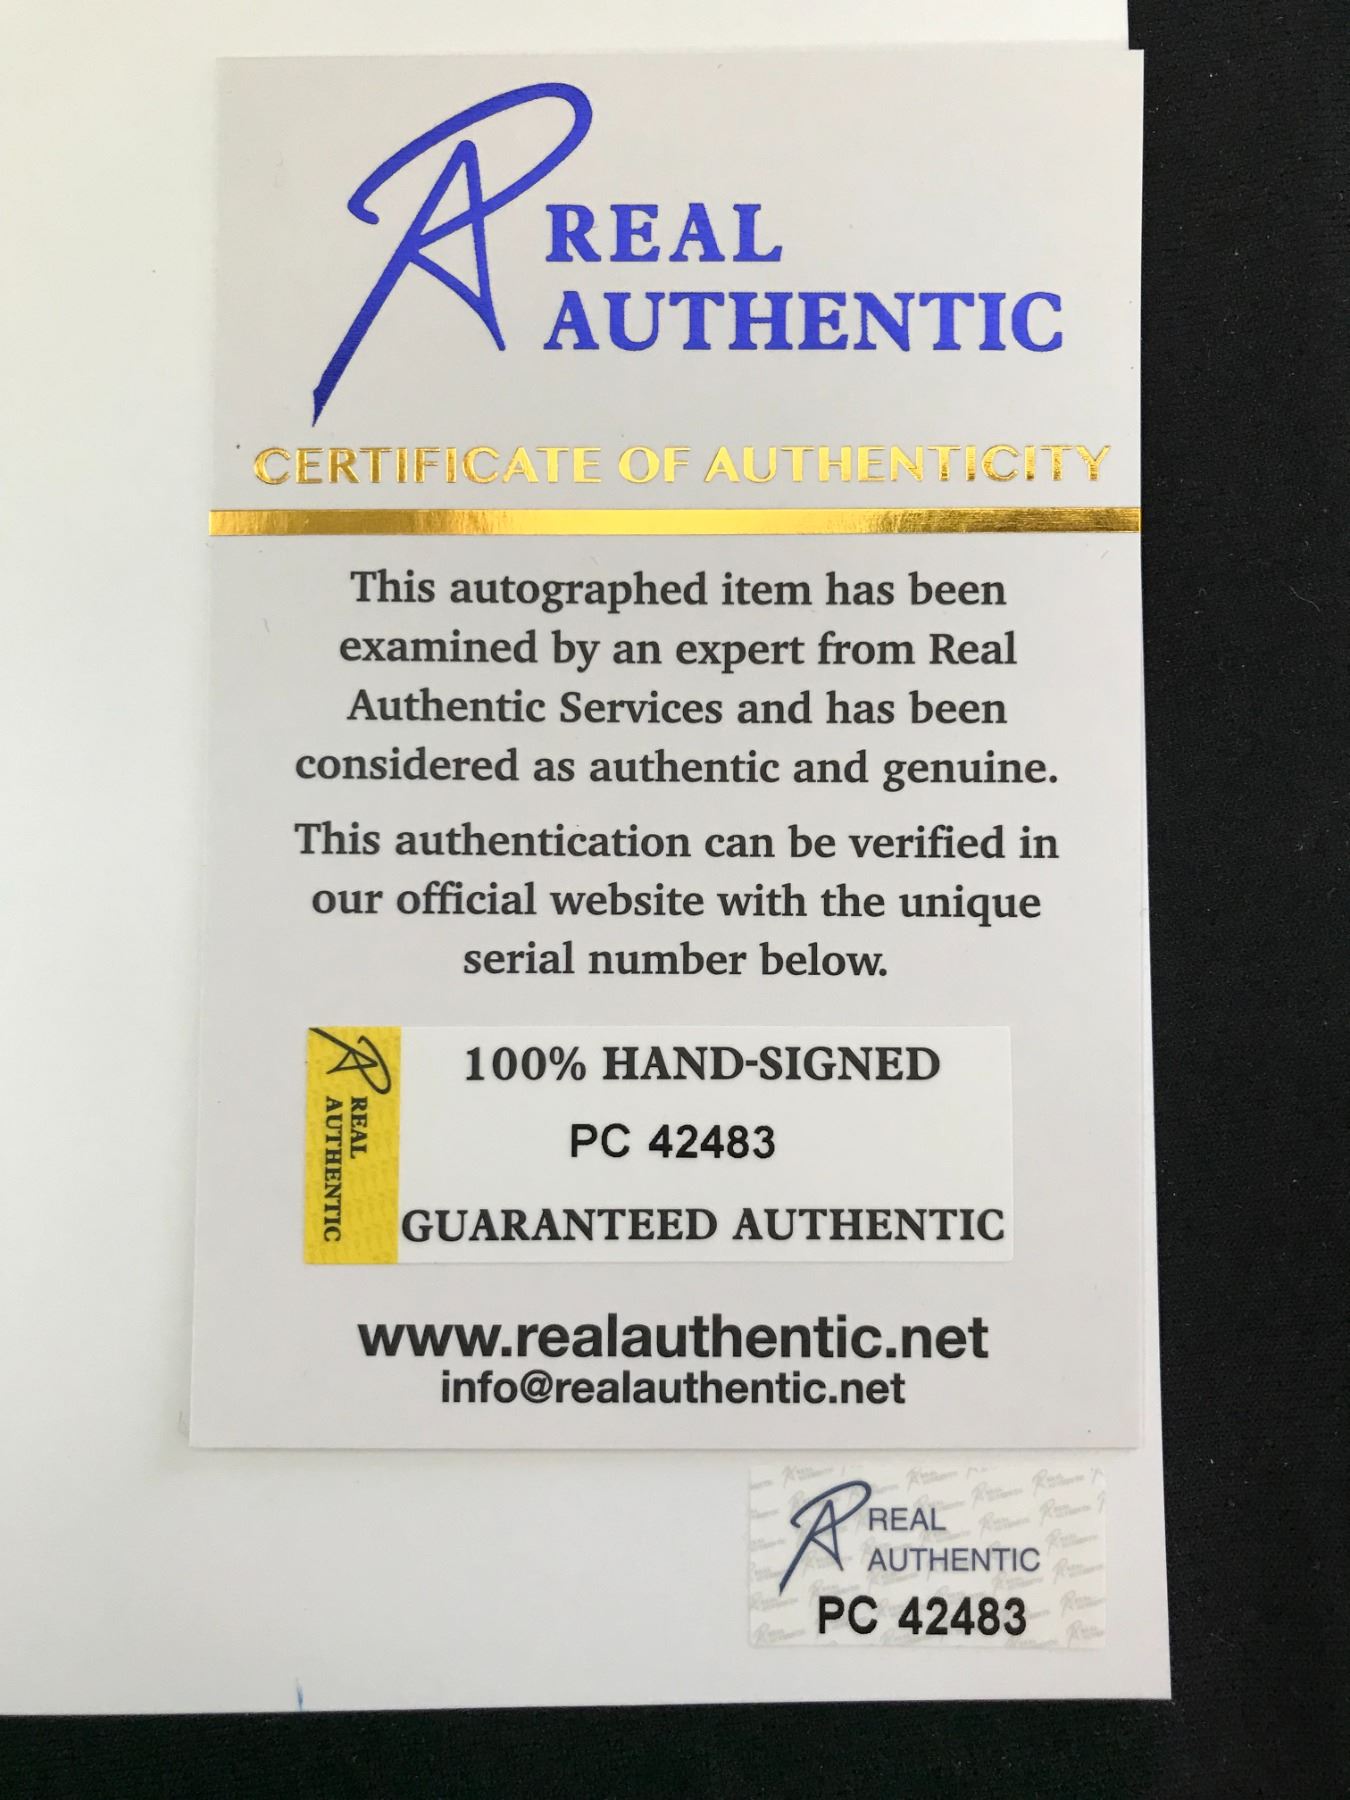 REAL
AUTHENTIC
CERTIFICATE OF AUTHENTICITY
This autographed item has been
examined by an expert from Real
Authentic Services and has been
considered as authentic and genuine.
This authentication can be verified in
our official website with the unique
serial number below.
REAL
AUTHENTIC
100% HAND-SIGNED
PC 42483
GUARANTEED AUTHENTIC
www.realauthentic.net
info@realauthentic.net
REAL
AUTHENTIC
PC 42483